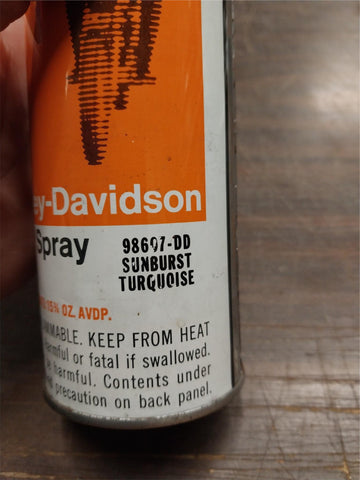 ey-Davidson
Spray
98697-DD
SUNBURST
TURQUOISE
OZ. AVDP.
MABLE. KEEP FROM HEAT
harmful or fatal if swallowed.
harmful. Contents under
precaution on back panel.